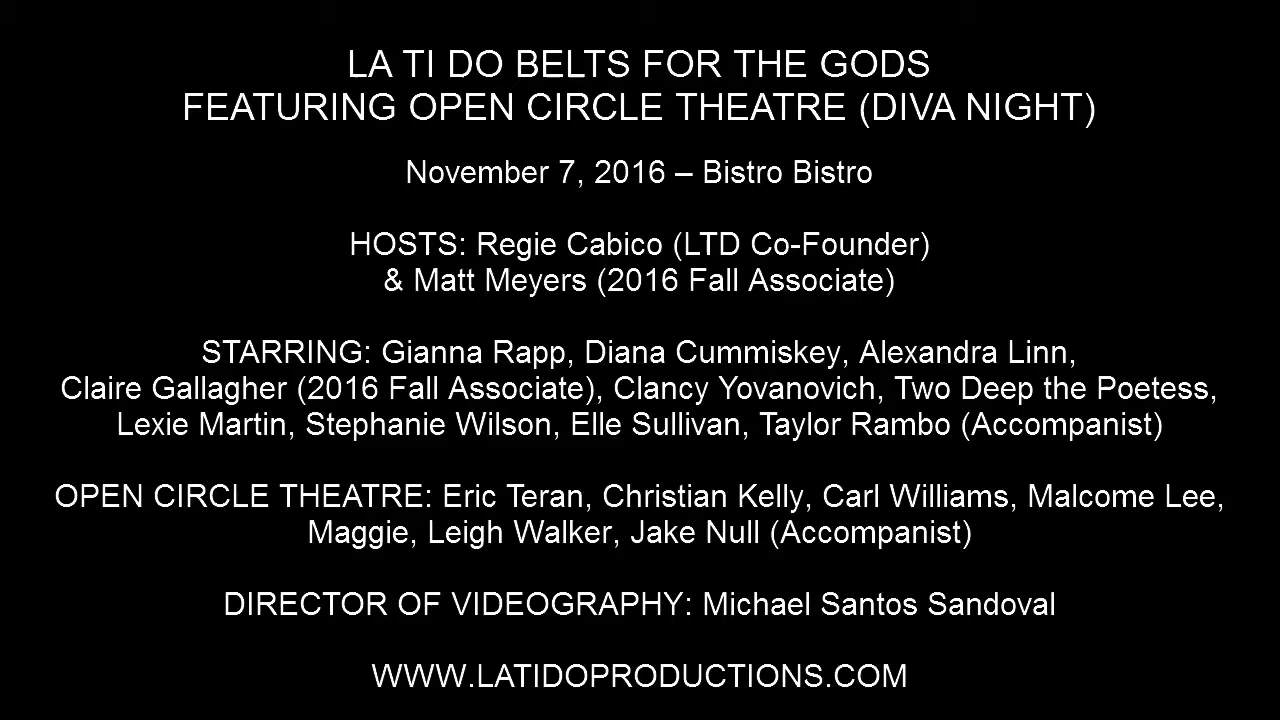 LA TI DO BELTS FOR THE GODS
FEATURING OPEN CIRCLE THEATRE (DIVA NIGHT)
November 7, 2016 – Bistro Bistro
HOSTS: Regie Cabico (LTD Co-Founder)
& Matt Meyers (2016 Fall Associate)
STARRING: Gianna Rapp, Diana Cummiskey, Alexandra Linn,
Claire Gallagher (2016 Fall Associate), Clancy Yovanovich, Two Deep the Poetess,
Lexie Martin, Stephanie Wilson, Elle Sullivan, Taylor Rambo (Accompanist)
OPEN CIRCLE THEATRE: Eric Teran, Christian Kelly, Carl Williams, Malcome Lee,
Maggie, Leigh Walker, Jake Null (Accompanist)
DIRECTOR OF VIDEOGRAPHY: Michael Santos Sandoval
WWW.LATIDOPRODUCTIONS.COM